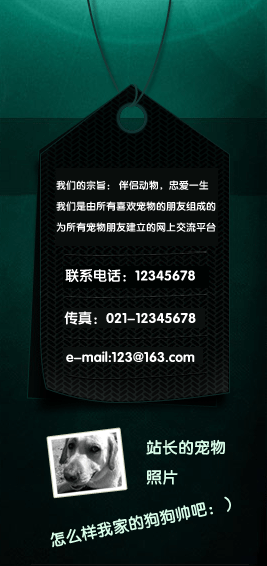 我们的宗旨： 伴侣动物，忠爱一生
我们是由所有喜欢宠物的朋友组成的
为所有宠物朋友建立的网上交流平台
联系电话：12345678
传真：021-12345678
e-mail:123@163.com
站长的宠物
照片
怎么样我家的狗狗帅吧：）